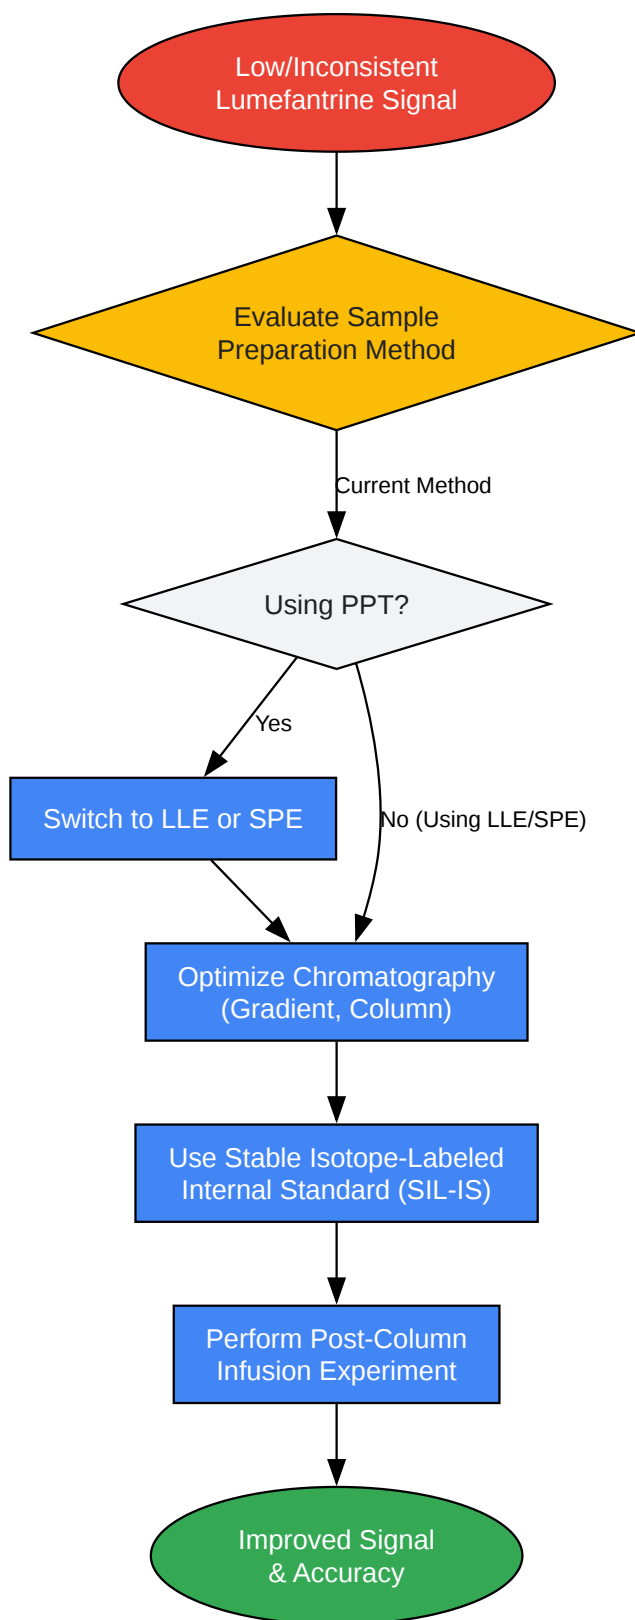 Low/Inconsistent
Lumefantrine Signal
Evaluate Sample
Preparation Method
Current Method
Using PPT?
Yes
Switch to LLE or SPE
No (Using LLE/SPE)
Optimize Chromatography
(Gradient, Column)
Use Stable Isotope-Labeled
Internal Standard (SIL-IS)
Perform Post-Column
Infusion Experiment
Improved Signal
& Accuracy